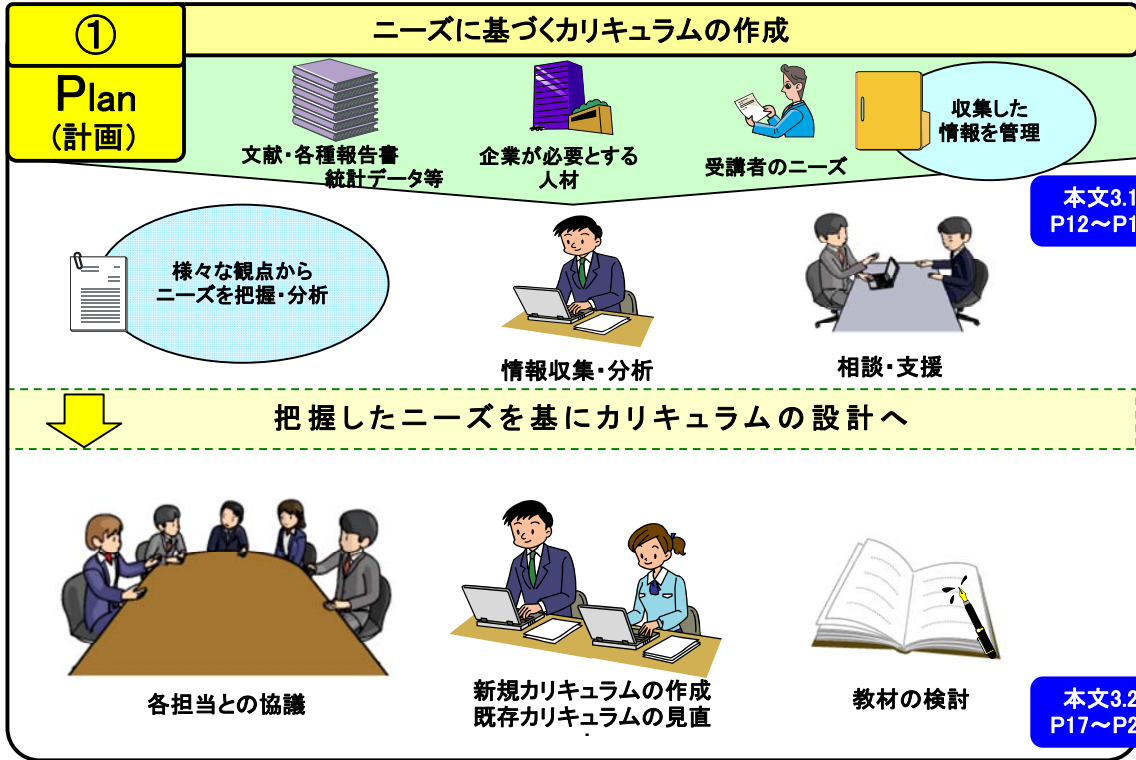 ①
ニーズに基づくカリキュラムの作成
Plan
(計画)
文献・各種報告書
統計データ等
企業が必要とする
人材
受講者のニーズ
収集した
情報を管理
本文3.1
P12～P1
様々な観点から
ニーズを把握・分析
情報収集・分析
相談・支援
把握したニーズを基にカリキュラムの設計へ
各担当との協議
新規カリキュラムの作成
既存カリキュラムの見直
教材の検討
本文3.2
P17～P2